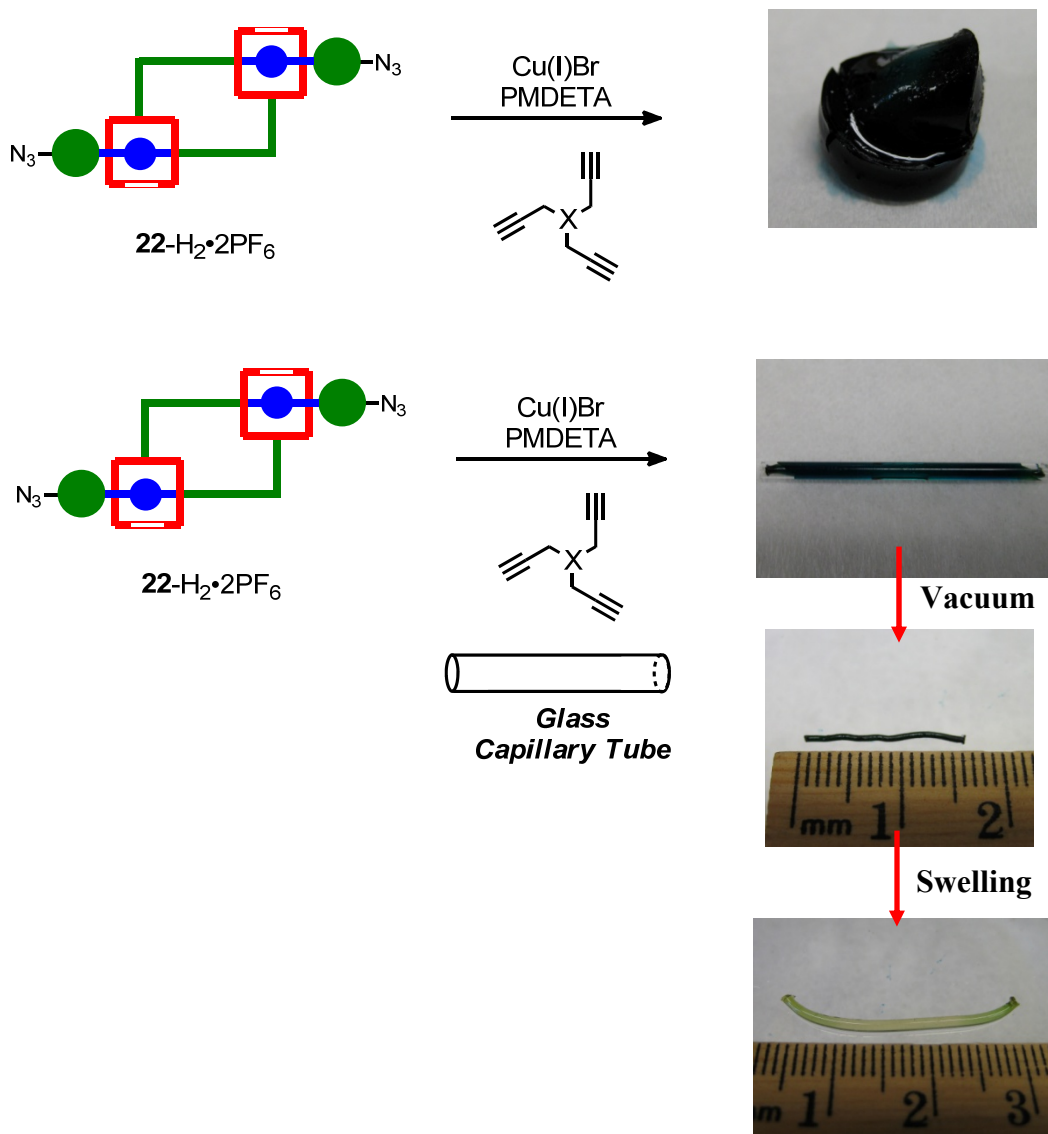 N3
Cu(I)Br
PMDETA
N3
X
22-H2•2PF6
N3
Cu(I)Br
PMDETA
N3
X
22-H2•2PF6
Vacuum
Glass
Capillary Tube
mm 1 2
Swelling
m 1 2 3